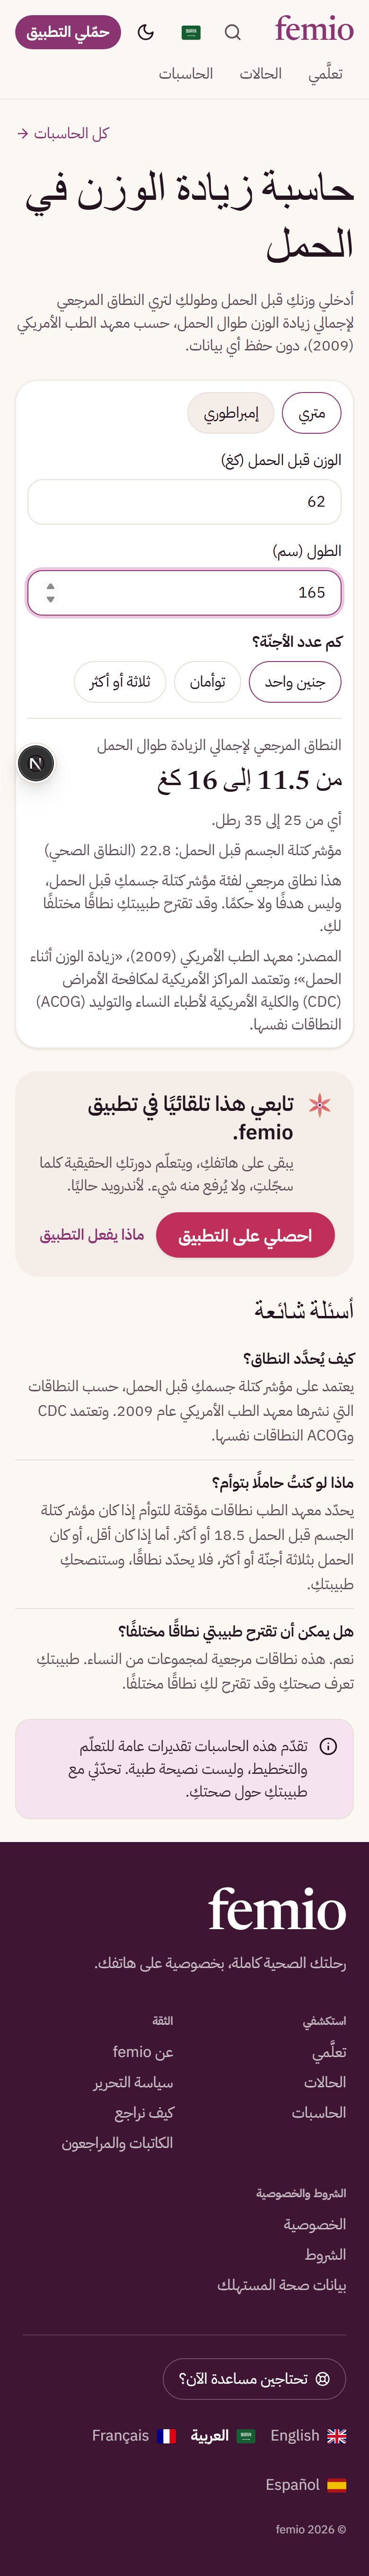 femio
حمّلي التطبيق
تعلَّمي الحالات الحاسبات
كل الحاسبات →
حاسبة زيادة الوزن في
الحمل
أدخلي وزنكِ قبل الحمل وطولكِ لتري النطاق المرجعي
لإجمالي زيادة الوزن طوال الحمل، حسب معهد الطب الأمريكي
(2009)، دون حفظ أي بيانات.
متري إمبراطوري
الوزن قبل الحمل (كغ)
62
الطول (سم)
165
كم عدد الأجنّة؟
جنين واحد توأمان ثلاثة أو أكثر
النطاق المرجعي لإجمالي الزيادة طوال الحمل
من 11.5 إلى 16 كغ
N
أي من 25 إلى 35 رطل.
مؤشر كتلة الجسم قبل الحمل: 22.8 (النطاق الصحي)
هذا نطاق مرجعي لفئة مؤشر كتلة جسمكِ قبل الحمل،
وليس هدفًا ولا حكمًا. وقد تقترح طبيبتكِ نطاقًا مختلفًا
لكِ.
المصدر: معهد الطب الأمريكي (2009)، «زيادة الوزن أثناء
الحمل»؛ وتعتمد المراكز الأمريكية لمكافحة الأمراض
(CDC) والكلية الأمريكية لأطباء النساء والتوليد (ACOG)
النطاقات نفسها.
تابعي هذا تلقائيًا في تطبيق
femio.
يبقى على هاتفكِ، ويتعلّم دورتكِ الحقيقية كلما
سجّلتِ، ولا يُرفع منه شيء. لأندرويد حاليًا.
احصلي على التطبيق ماذا يفعل التطبيق
أسئلة شائعة
كيف يُحدَّد النطاق؟
يعتمد على مؤشر كتلة جسمكِ قبل الحمل، حسب النطاقات
التي نشرها معهد الطب الأمريكي عام 2009. وتعتمد CDC
وACOG النطاقات نفسها.
ماذا لو كنتُ حاملًا بتوأم؟
يحدّد معهد الطب نطاقات مؤقتة للتوأم إذا كان مؤشر كتلة
الجسم قبل الحمل 18.5 أو أكثر. أما إذا كان أقل، أو كان
الحمل بثلاثة أجنّة أو أكثر، فلا يحدّد نطاقًا، وستنصحكِ
طبيبتكِ.
هل يمكن أن تقترح طبيبتي نطاقًا مختلفًا؟
نعم. هذه نطاقات مرجعية لمجموعات من النساء. طبيبتكِ
تعرف صحتكِ وقد تقترح لكِ نطاقًا مختلفًا.
تقدّم هذه الحاسبات تقديرات عامة للتعلّم
والتخطيط، وليست نصيحة طبية. تحدّثي مع
طبيبتكِ حول صحتكِ.
femio
رحلتك الصحية كاملة، بخصوصية على هاتفك.
استكشفي
تعلَّمي
الحالات
الحاسبات
الثقة
عن femio
سياسة التحرير
كيف نراجع
الكاتبات والمراجعون
الشروط والخصوصية
الخصوصية
الشروط
بيانات صحة المستهلك
تحتاجين مساعدة الآن؟
English العربية Français
Español
© 2026 femio